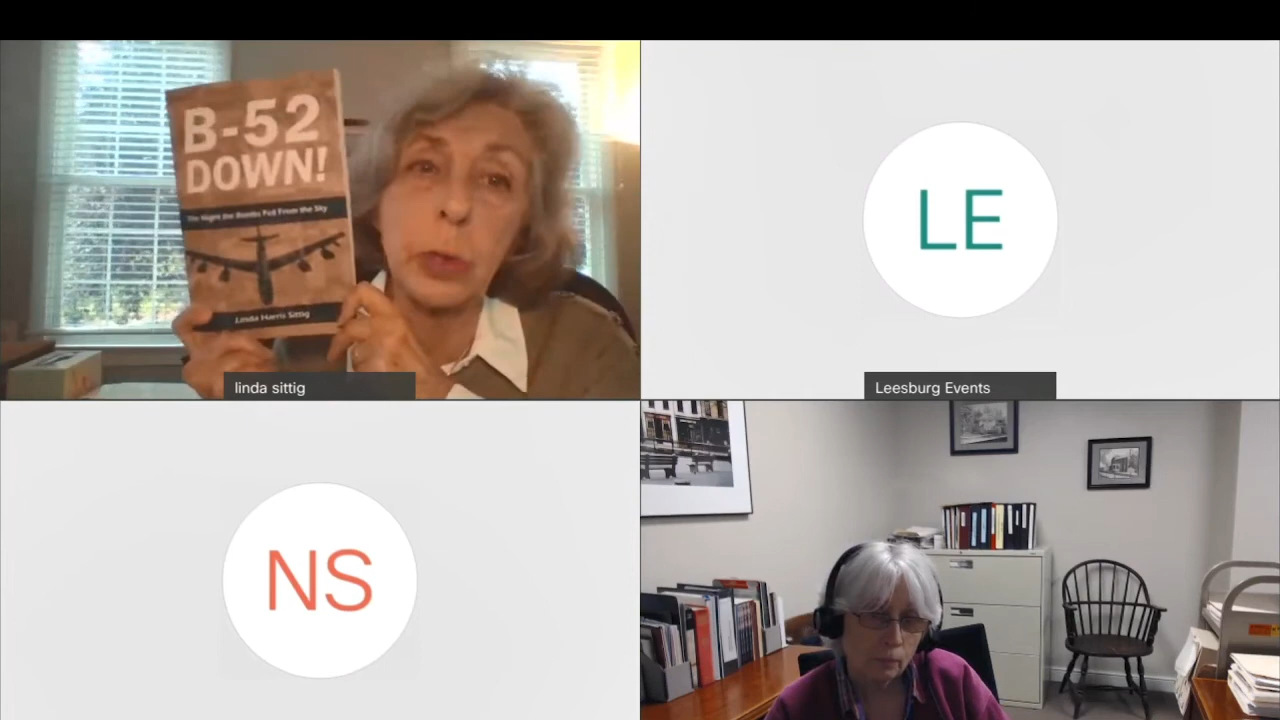 B-52
DOWN!
The Night the Bombs Fell From the Sky
Linda Harris Sittig
linda sittig
LE
Leesburg Events
NS